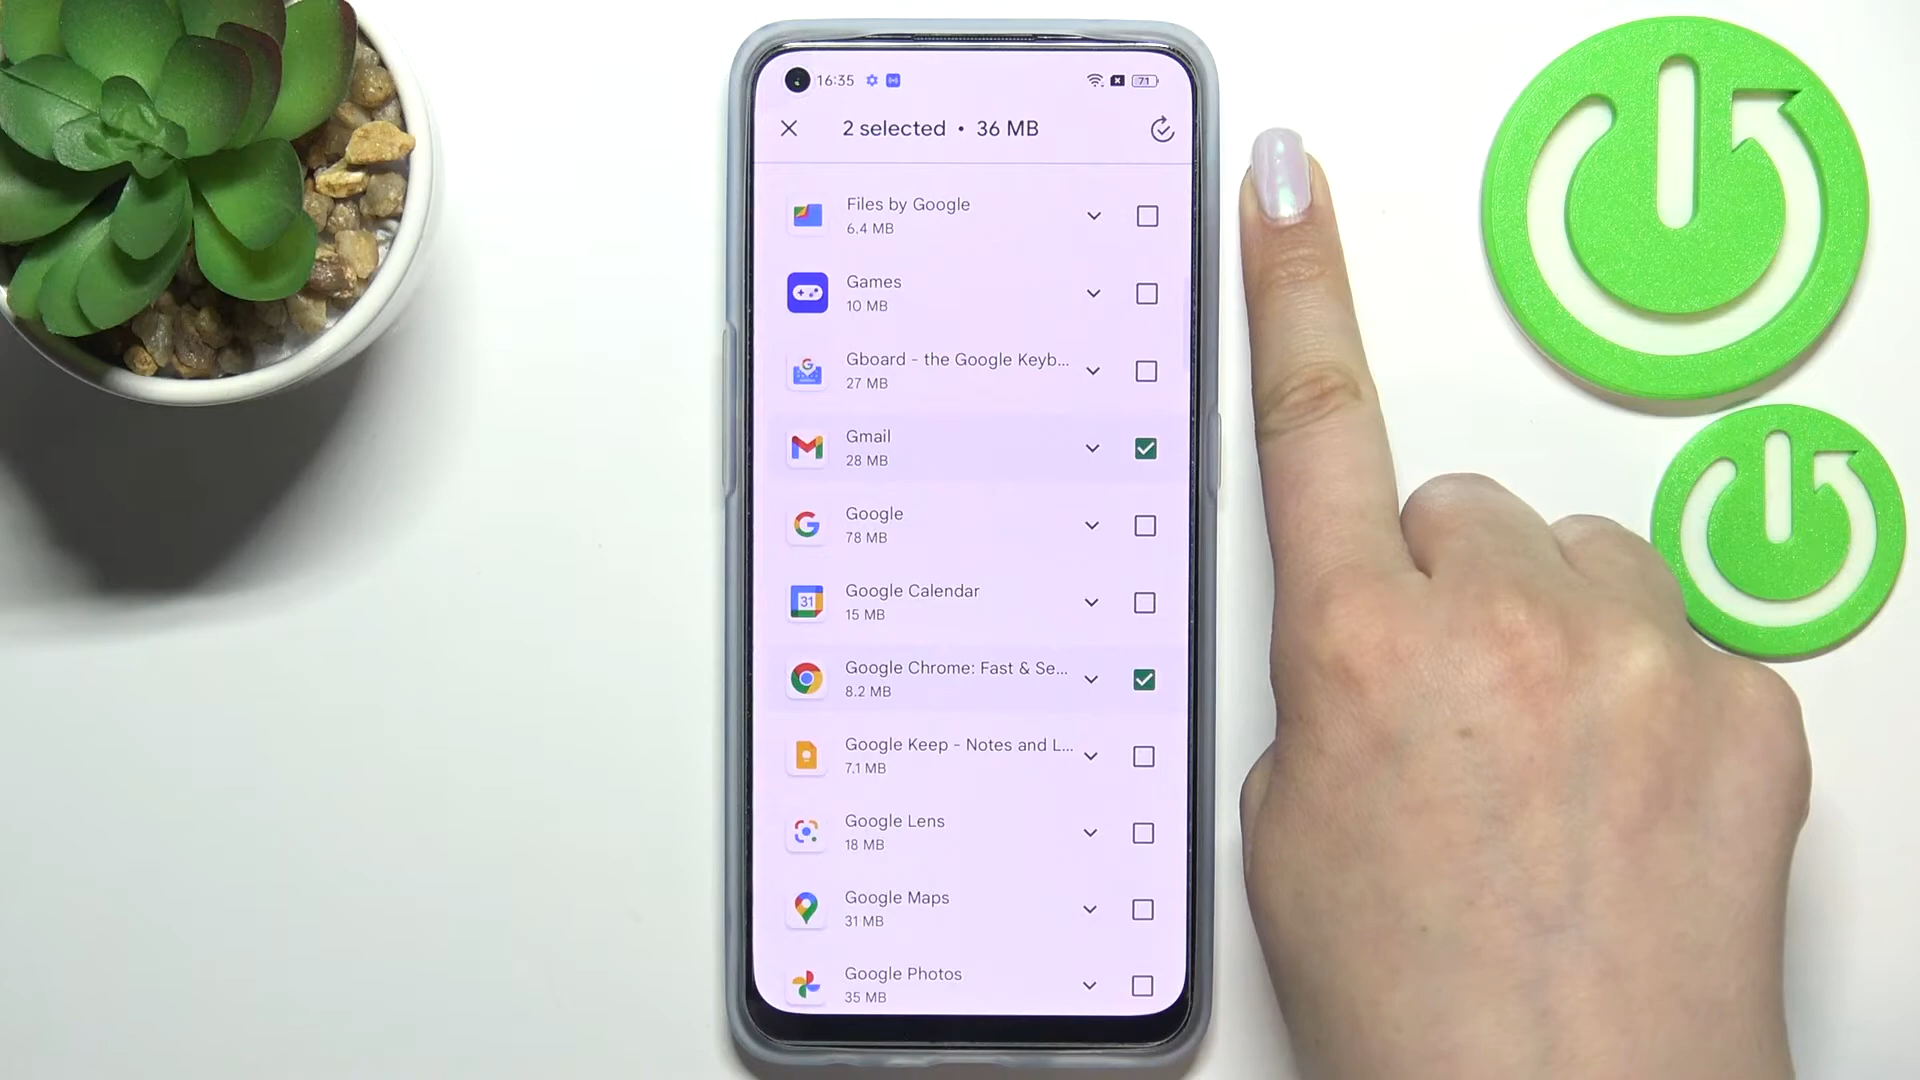 16:35
71
2 selected • 36 MB
Files by Google
6.4 MB
Games
10 MB
Gboard - the Google Keyb...
27 MB
Gmail
28 MB
Google
78 MB
31
Google Calendar
15 MB
Google Chrome: Fast & Se...
8.2 MB
Google Keep - Notes and L...
7.1 MB
Google Lens
18 MB
Google Maps
31 MB
Google Photos
35 MB